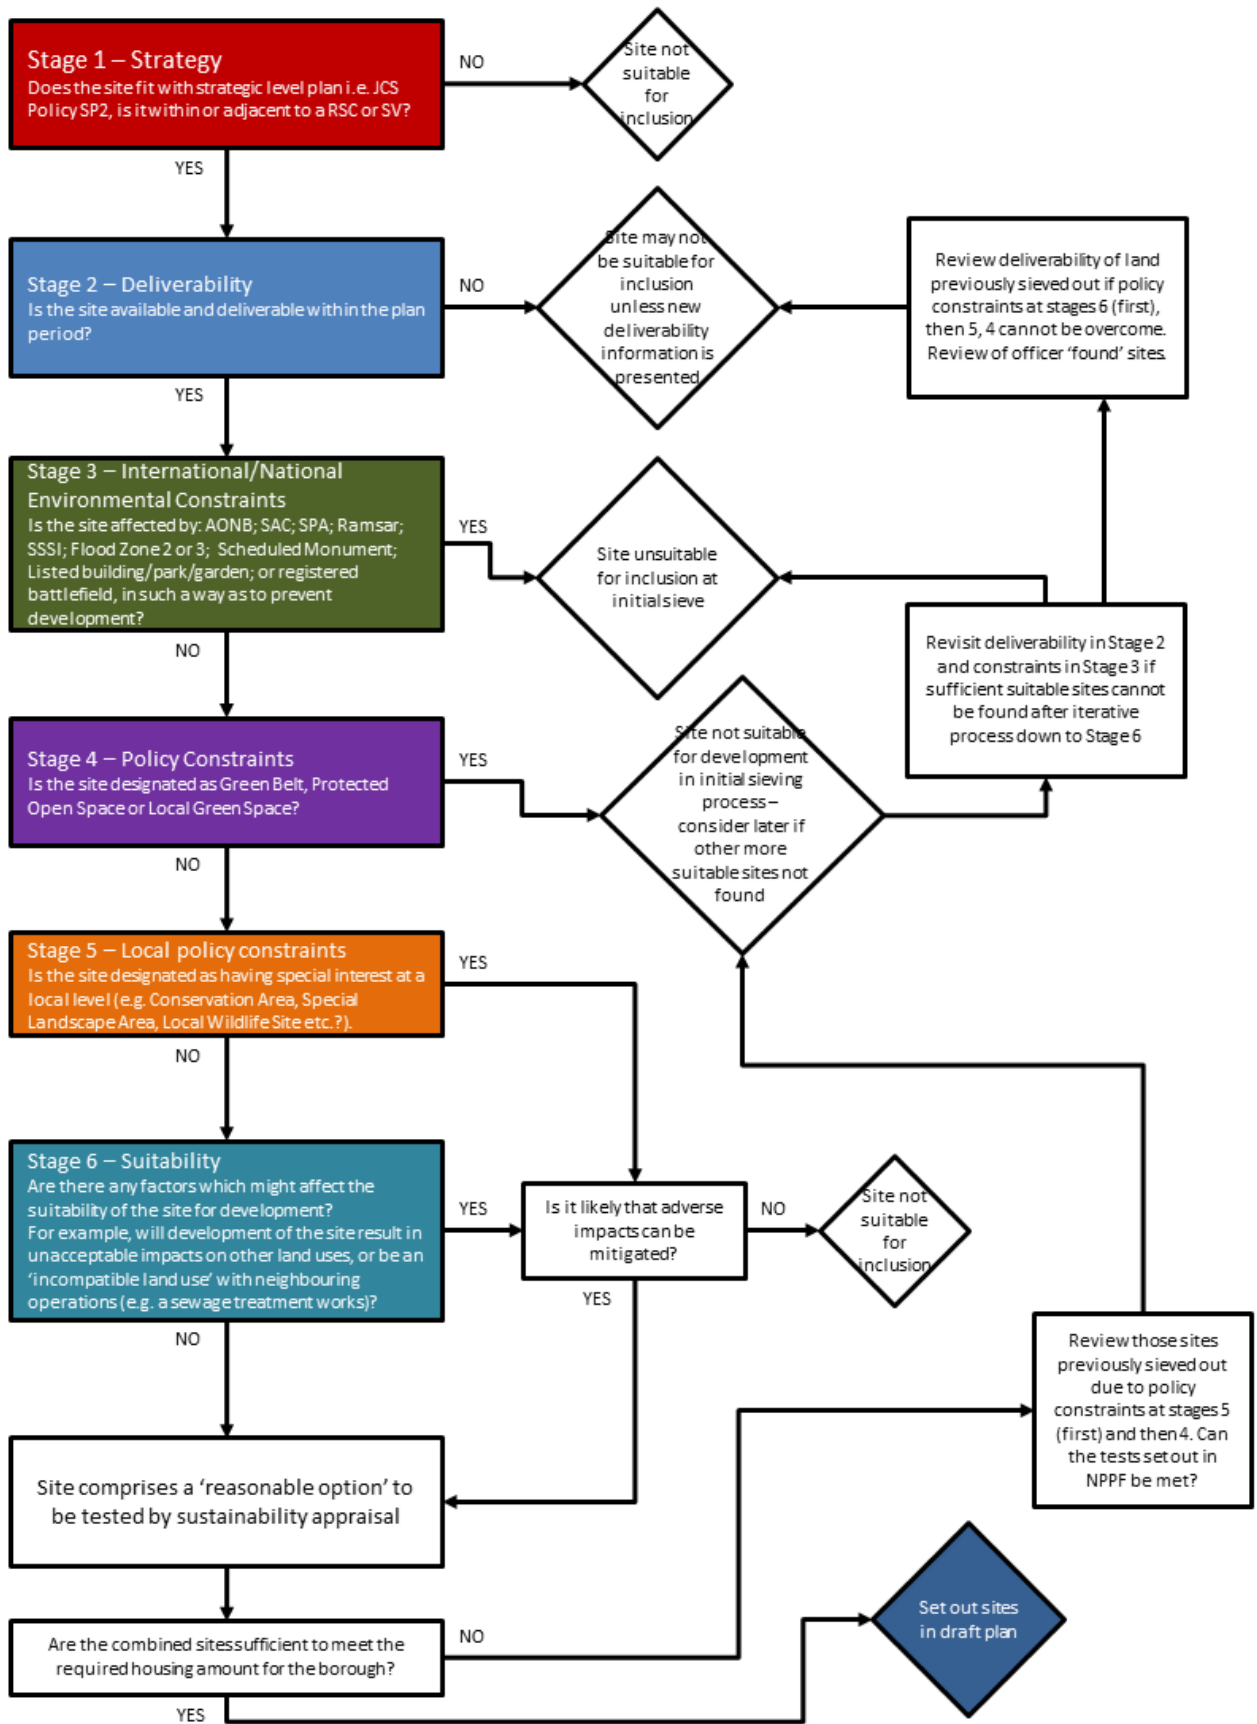 Stage 1 – Strategy
Does the site fit with strategic level plan i.e. JCS
Policy SP2, is it within or adjacent to a RSC or SV?
NO
Site not
suitable
for
inclusion
YES
Stage 2 – Deliverability
Is the site available and deliverable within the plan
period?
NO
Site may not
be suitable for
inclusion
unless new
deliverability
information is
presented
Review deliverability of land
previously sieved out if policy
constraints at stages 6 (first),
then 5, 4 cannot be overcome.
Review of officer ‘found’ sites.
YES
Stage 3 – International/National
Environmental Constraints
Is the site affected by: AONB; SAC; SPA; Ramsar;
SSSI; Flood Zone 2 or 3; Scheduled Monument;
Listed building/park/garden; or registered
battlefield, in such a way as to prevent
development?
YES
Site unsuitable
for inclusion at
initial sieve
Revisit deliverability in Stage 2
and constraints in Stage 3 if
sufficient suitable sites cannot
be found after iterative
process down to Stage 6
NO
Stage 4 – Policy Constraints
Is the site designated as Green Belt, Protected
Open Space or Local Green Space?
YES
Site not suitable
for development
in initial sieving
process –
consider later if
other more
suitable sites not
found
NO
Stage 5 – Local policy constraints
Is the site designated as having special interest at a
local level (e.g. Conservation Area, Special
Landscape Area, Local Wildlife Site etc.?).
YES
NO
Stage 6 – Suitability
Are there any factors which might affect the
suitability of the site for development?
For example, will development of the site result in
unacceptable impacts on other land uses, or be an
‘incompatible land use’ with neighbouring
operations (e.g. a sewage treatment works)?
YES
Is it likely that adverse
impacts can be
mitigated?
NO
Site not
suitable
for
inclusion
YES
NO
Review those sites
previously sieved out
due to policy
constraints at stages 5
(first) and then 4. Can
the tests set out in
NPPF be met?
Site comprises a ‘reasonable option’ to
be tested by sustainability appraisal
Are the combined sites sufficient to meet the
required housing amount for the borough?
NO
YES
Set out sites
in draft plan